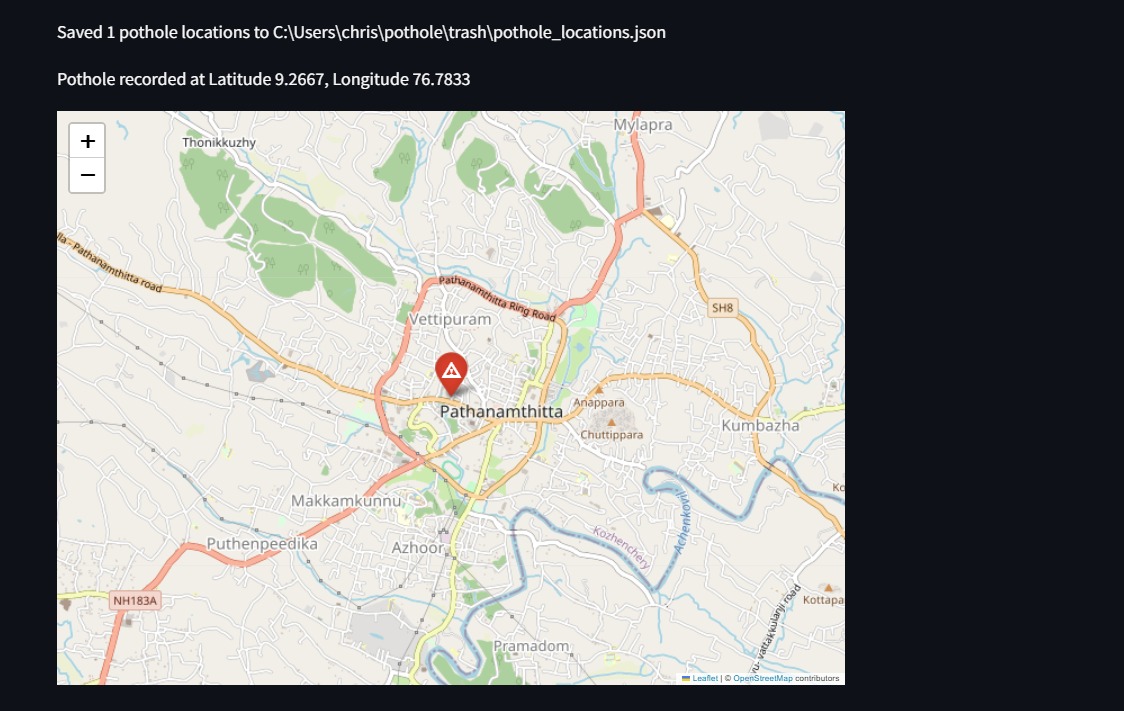 Saved 1 pothole locations to C:\Users\chris\pothole\trash\pothole_locations.json
Pothole recorded at Latitude 9.2667, Longitude 76.7833
+
−
Mylapra
Thonikkuzhy
lla - Pathanamthitta road
Pathanamthitta Ring Road
SH8
Vettipuram
Anappara
Pathanamthitta
Kumbazha
Chuttippara
Ko
Makkamkunnu
Achenkovil
Kozhenchery
Puthenpeedika
Azhoor
NH183A
Kottapa
vattakkulanji road
Pramadom
Leaflet | © OpenStreetMap contributors